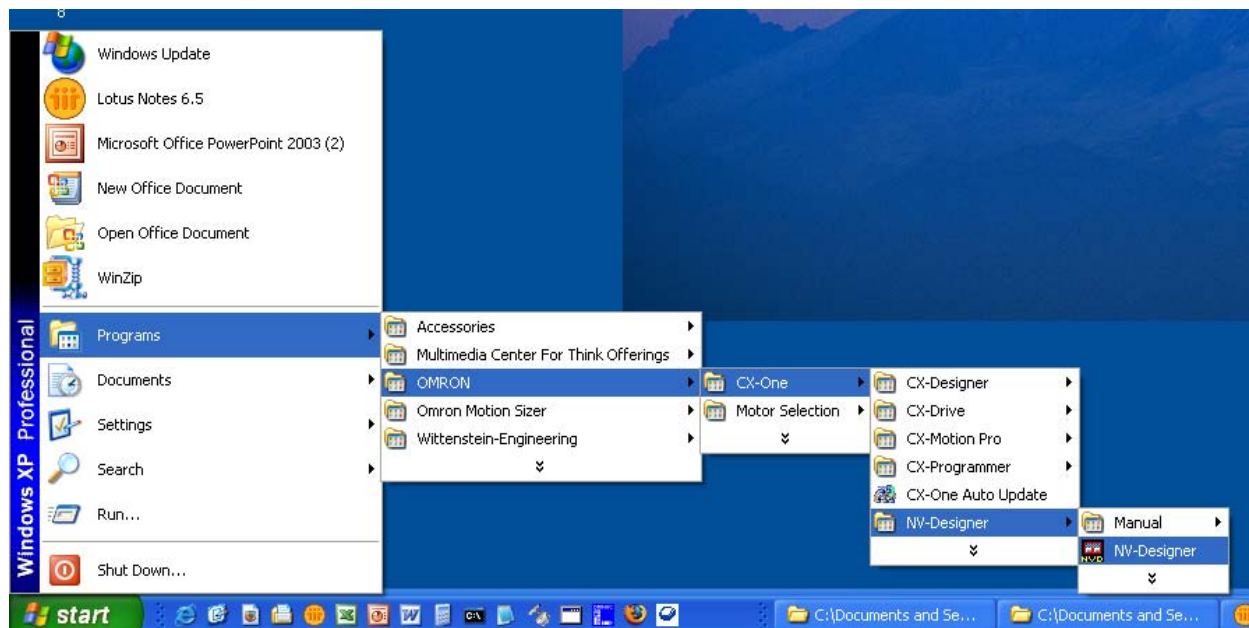 8
Windows Update
Lotus Notes 6.5
Microsoft Office PowerPoint 2003 (2)
New Office Document
Open Office Document
WinZip
Programs
Documents
Settings
Search
Run...
Shut Down...
Windows XP Professional
Accessories
Multimedia Center For Think Offerings
OMRON
Omron Motion Sizer
Wittenstein-Engineering
CX-One
Motor Selection
CX-Designer
CX-Drive
CX-Motion Pro
CX-Programmer
CX-One Auto Update
NV-Designer
Manual
NVD
NV-Designer
start
C:\Documents and Se...
C:\Documents and Se...